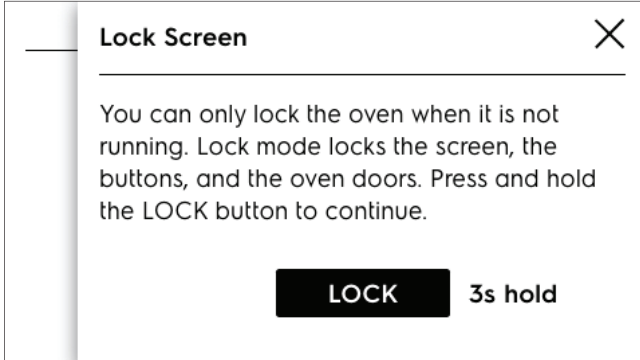 Lock Screen
You can only lock the oven when it is not
running. Lock mode locks the screen, the
buttons, and the oven doors. Press and hold
the LOCK button to continue.
LOCK 3s hold